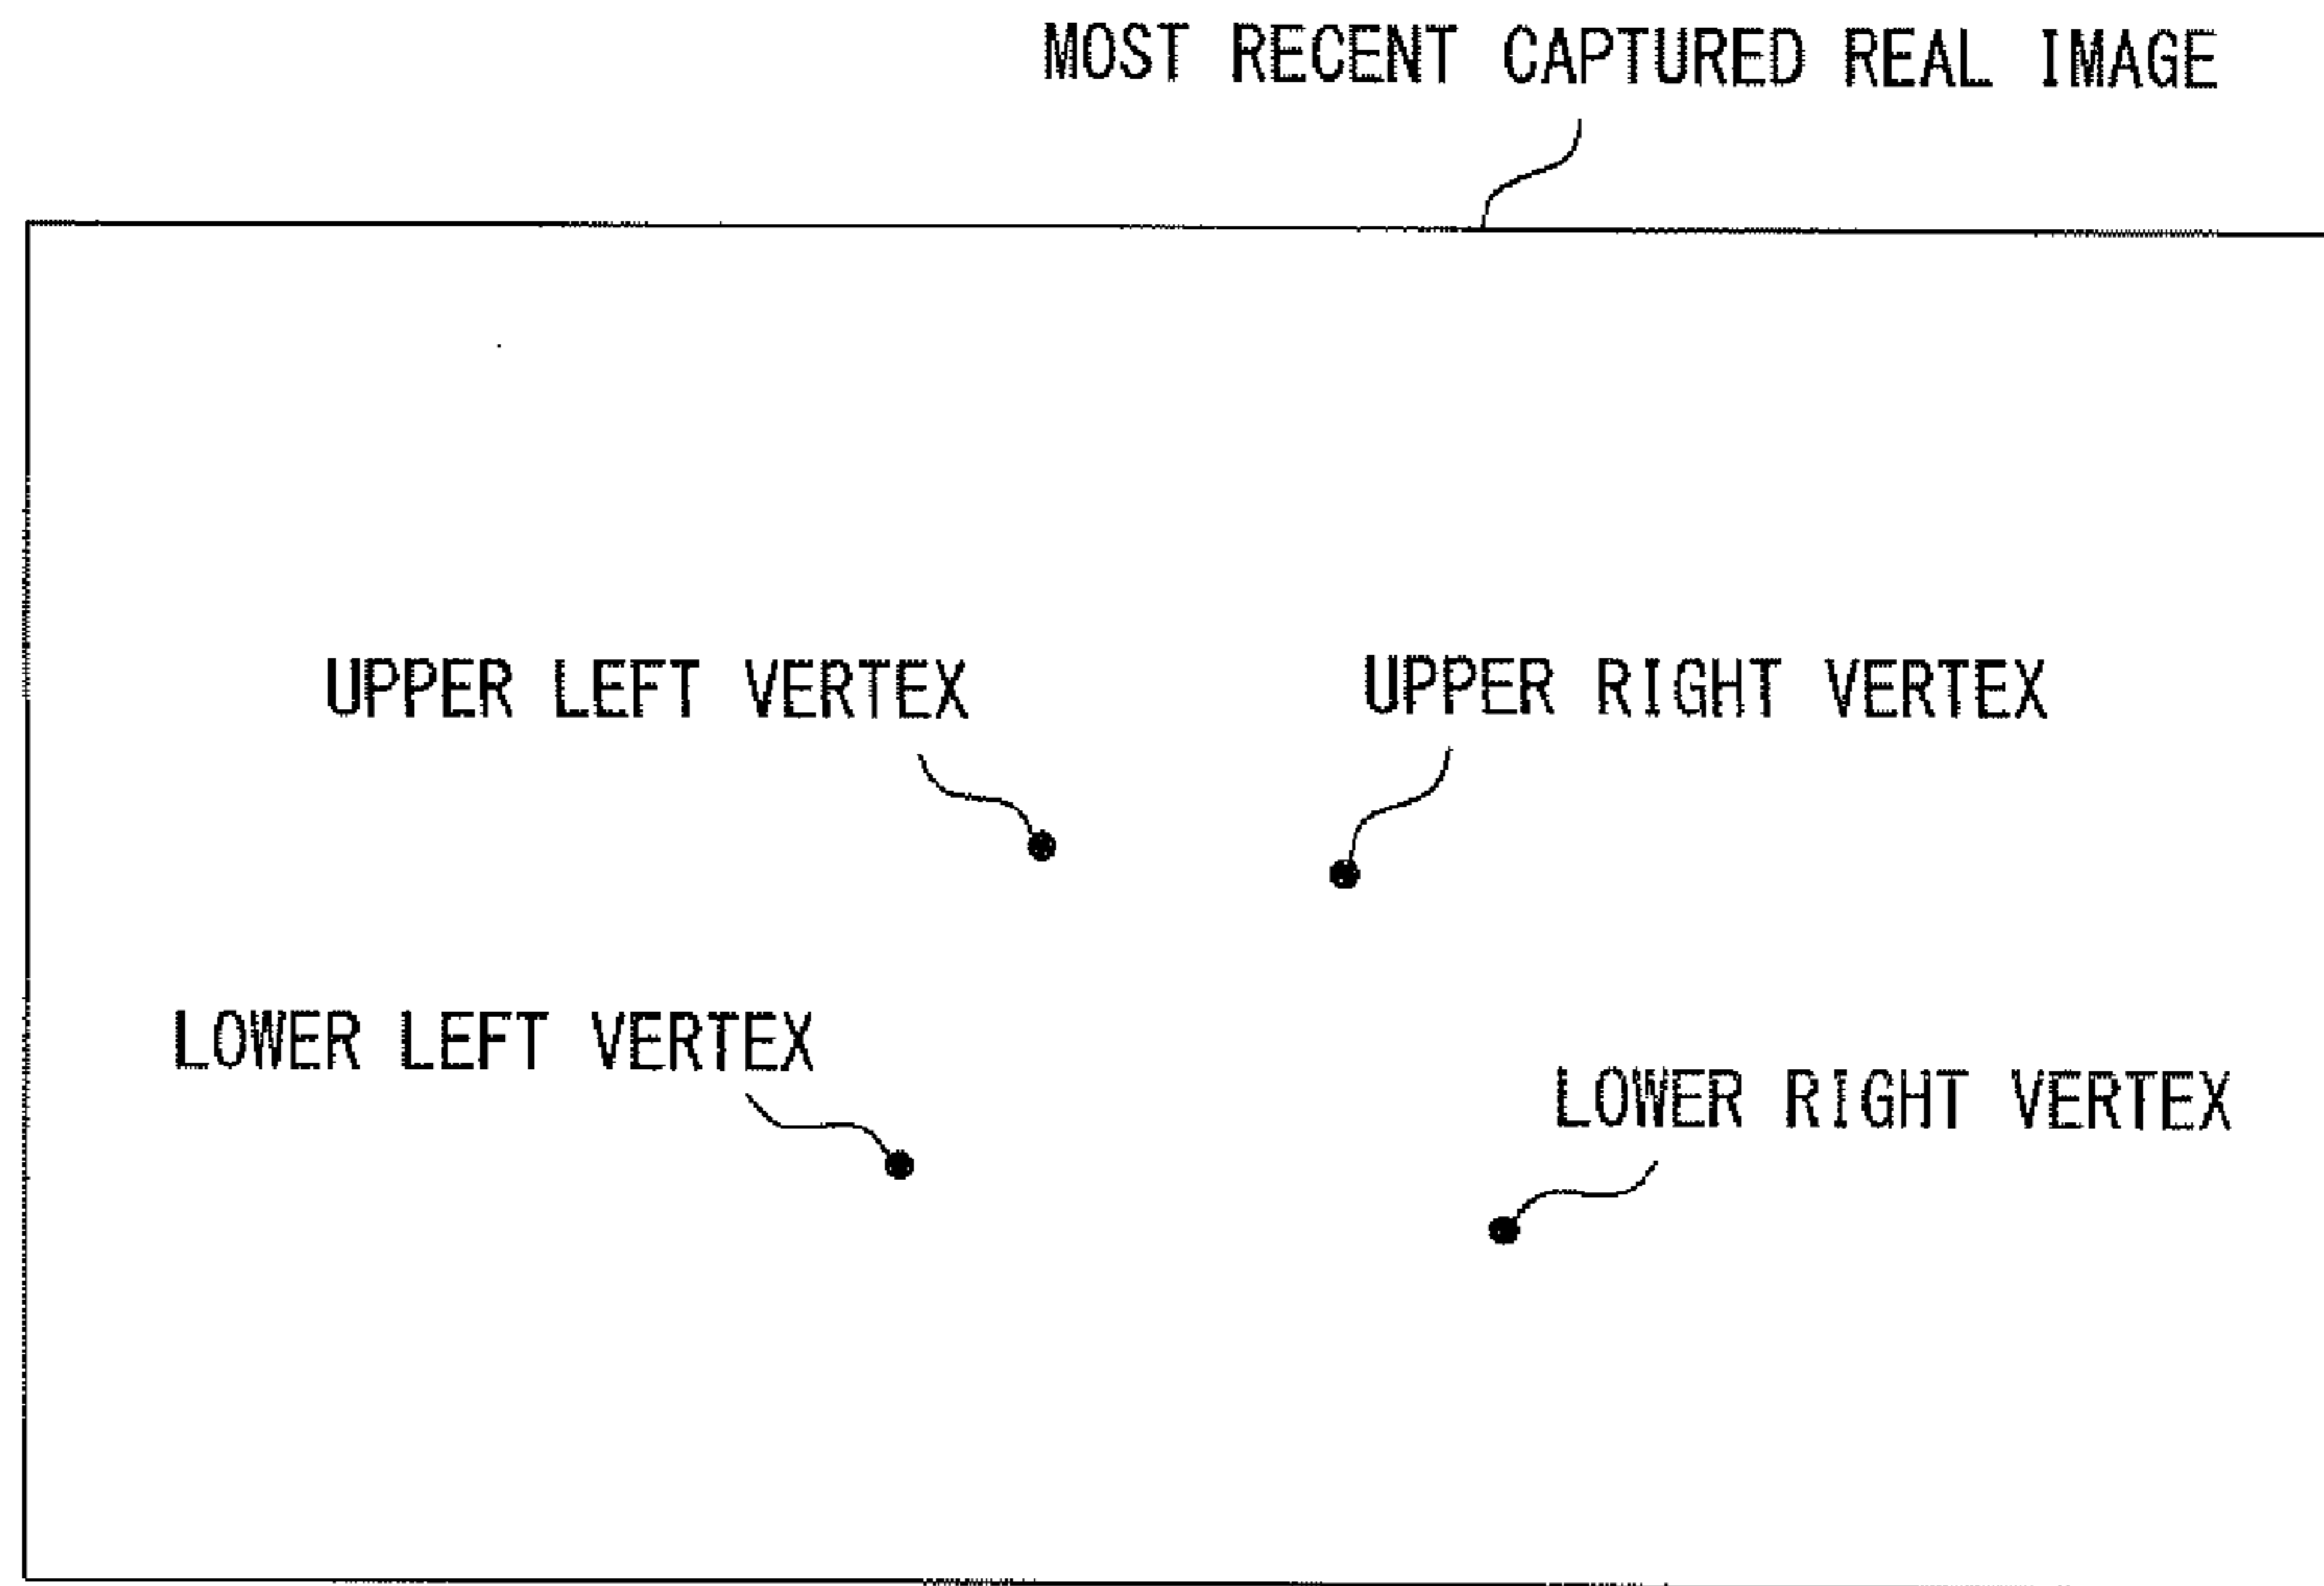 MOST RECENT CAPTURED REAL IMAGE
UPPER LEFT VERTEX
UPPER RIGHT VERTEX
LOWER LEFT VERTEX
LOWER RIGHT VERTEX